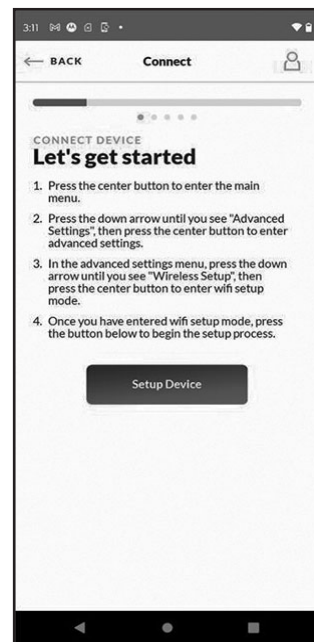 3:11
← BACK Connect
CONNECT DEVICE
Let's get started
1. Press the center button to enter the main
menu.
2. Press the down arrow until you see "Advanced
Settings", then press the center button to enter
advanced settings.
3. In the advanced settings menu, press the down
arrow until you see "Wireless Setup", then
press the center button to enter wifi setup
mode.
4. Once you have entered wifi setup mode, press
the button below to begin the setup process.
Setup Device